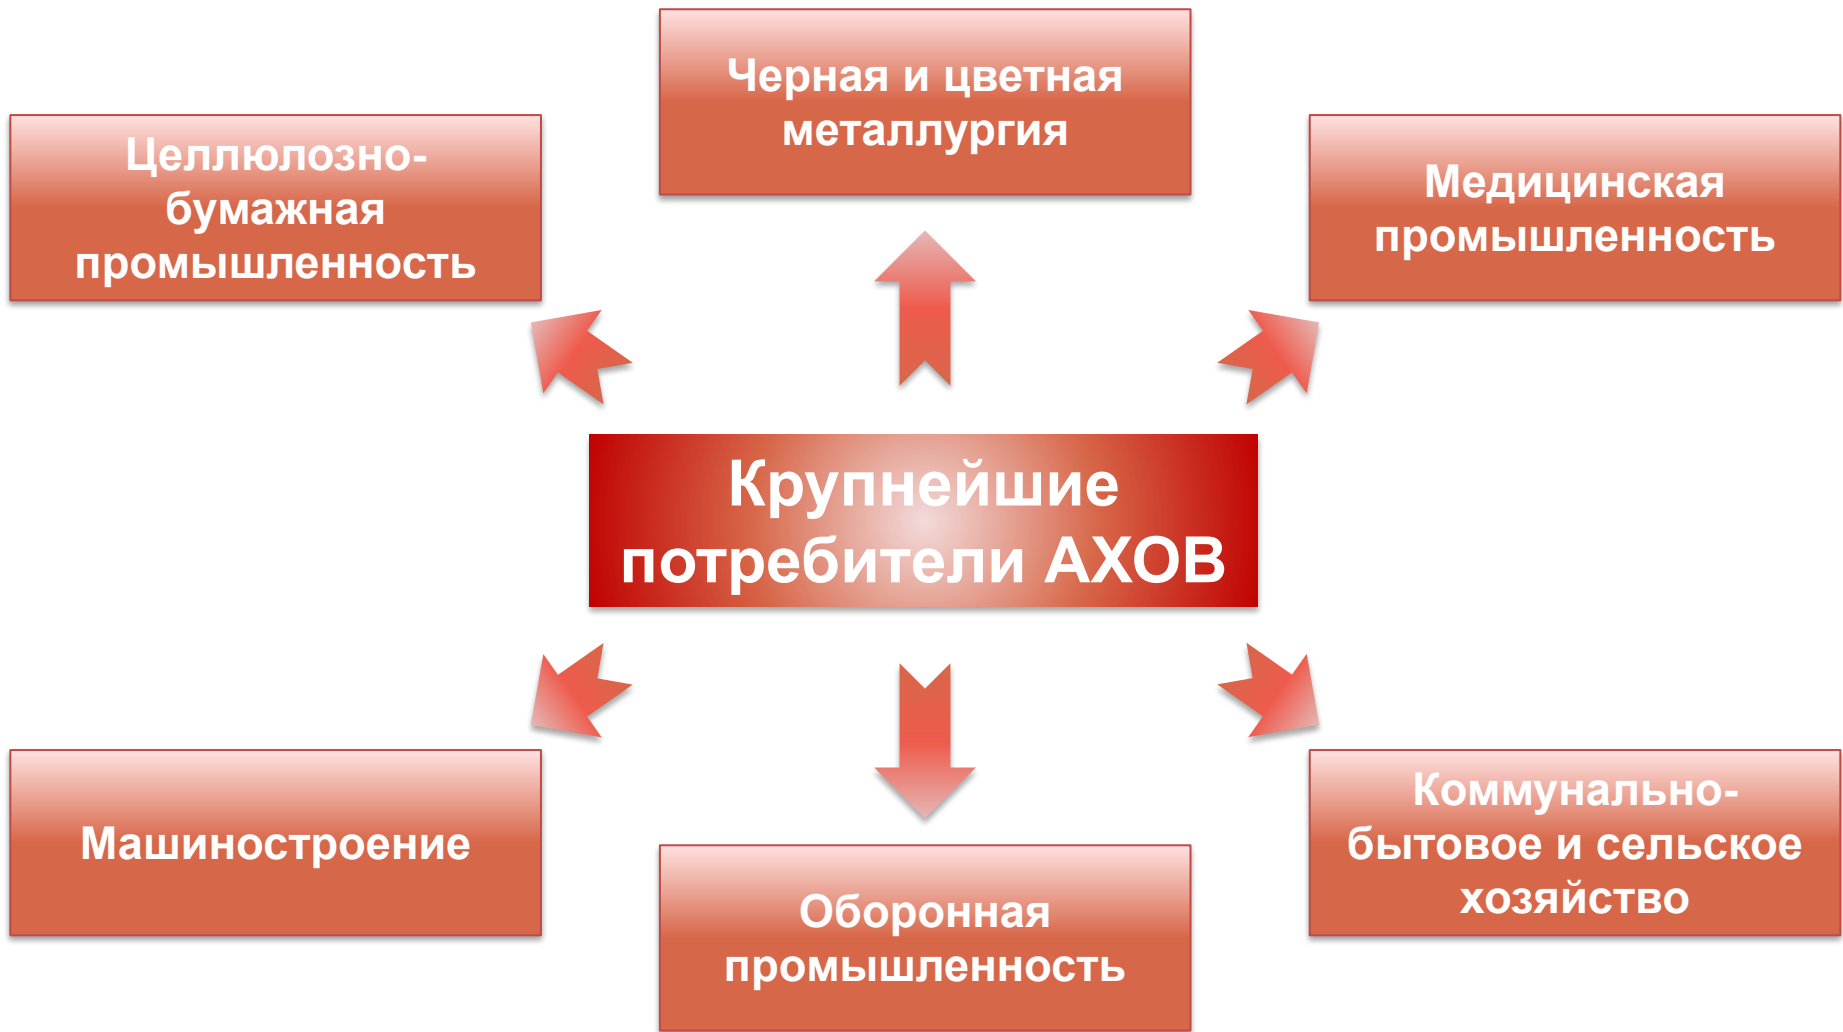 Черная и цветная
металлургия
Целлюлозно-
бумажная
промышленность
Медицинская
промышленность
Крупнейшие
потребители АХОВ
Машиностроение
Оборонная
промышленность
Коммунально-
бытовое и сельское
хозяйство